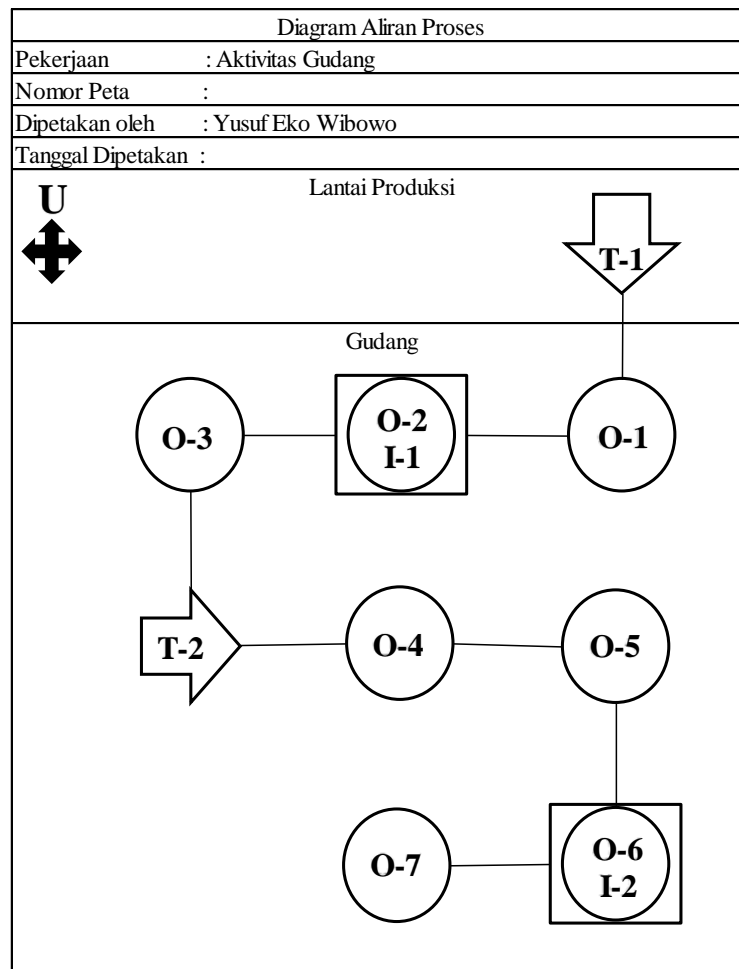 Diagram Aliran Proses
Pekerjaan : Aktivitas Gudang
Nomor Peta :
Dipetakan oleh : Yusuf Eko Wibowo
Tanggal Dipetakan :
Lantai Produksi
U
T-1
Gudang
O-3
O-2
I-1
O-1
T-2
O-4
O-5
O-7
O-6
I-2